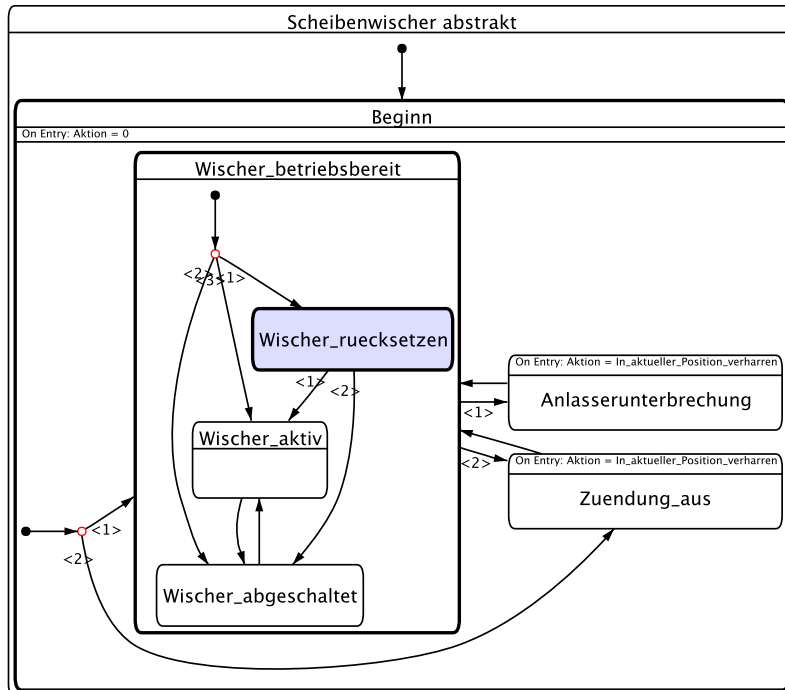 Scheibenwischer abstrakt
Beginn
On Entry: Aktion = 0
Wischer_betriebsbereit
<2>
<3>
<1>
Wischer_ruecksetzen
<1>
<2>
Wischer_aktiv
Wischer_abgeschaltet
On Entry: Aktion = In_aktueller_Position_verharren
Anlasserunterbrechung
<1>
<2>
On Entry: Aktion = In_aktueller_Position_verharren
Zuendung_aus
<1>
<2>